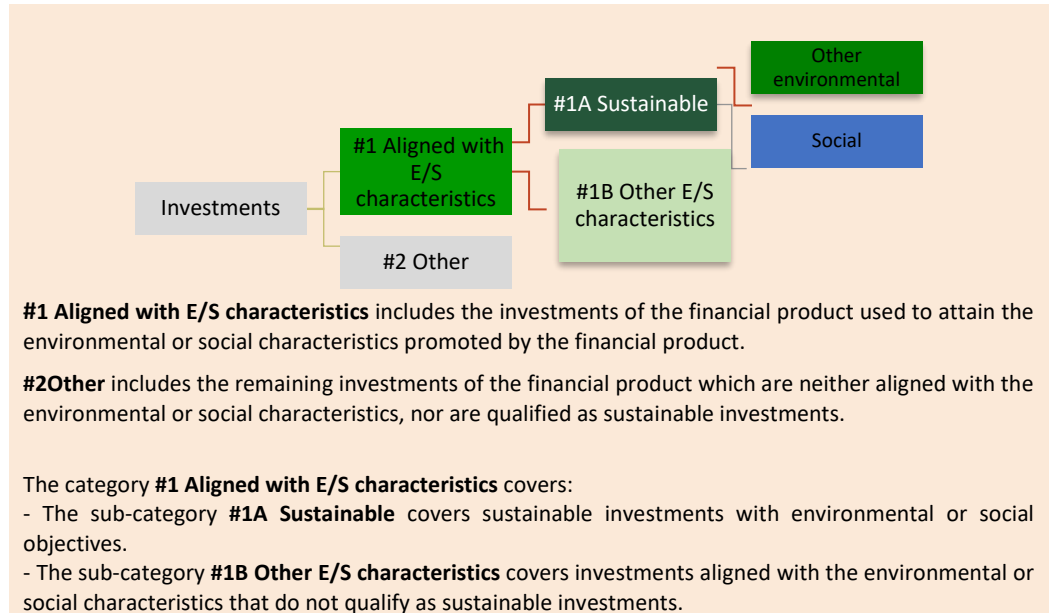 Other
environmental
#1A Sustainable
Social
#1 Aligned with
E/S
characteristics
#1B Other E/S
characteristics
Investments
#2 Other
#1 Aligned with E/S characteristics includes the investments of the financial product used to attain the
environmental or social characteristics promoted by the financial product.
#2Other includes the remaining investments of the financial product which are neither aligned with the
environmental or social characteristics, nor are qualified as sustainable investments.
The category #1 Aligned with E/S characteristics covers:
- The sub-category #1A Sustainable covers sustainable investments with environmental or social
objectives.
- The sub-category #1B Other E/S characteristics covers investments aligned with the environmental or
social characteristics that do not qualify as sustainable investments.